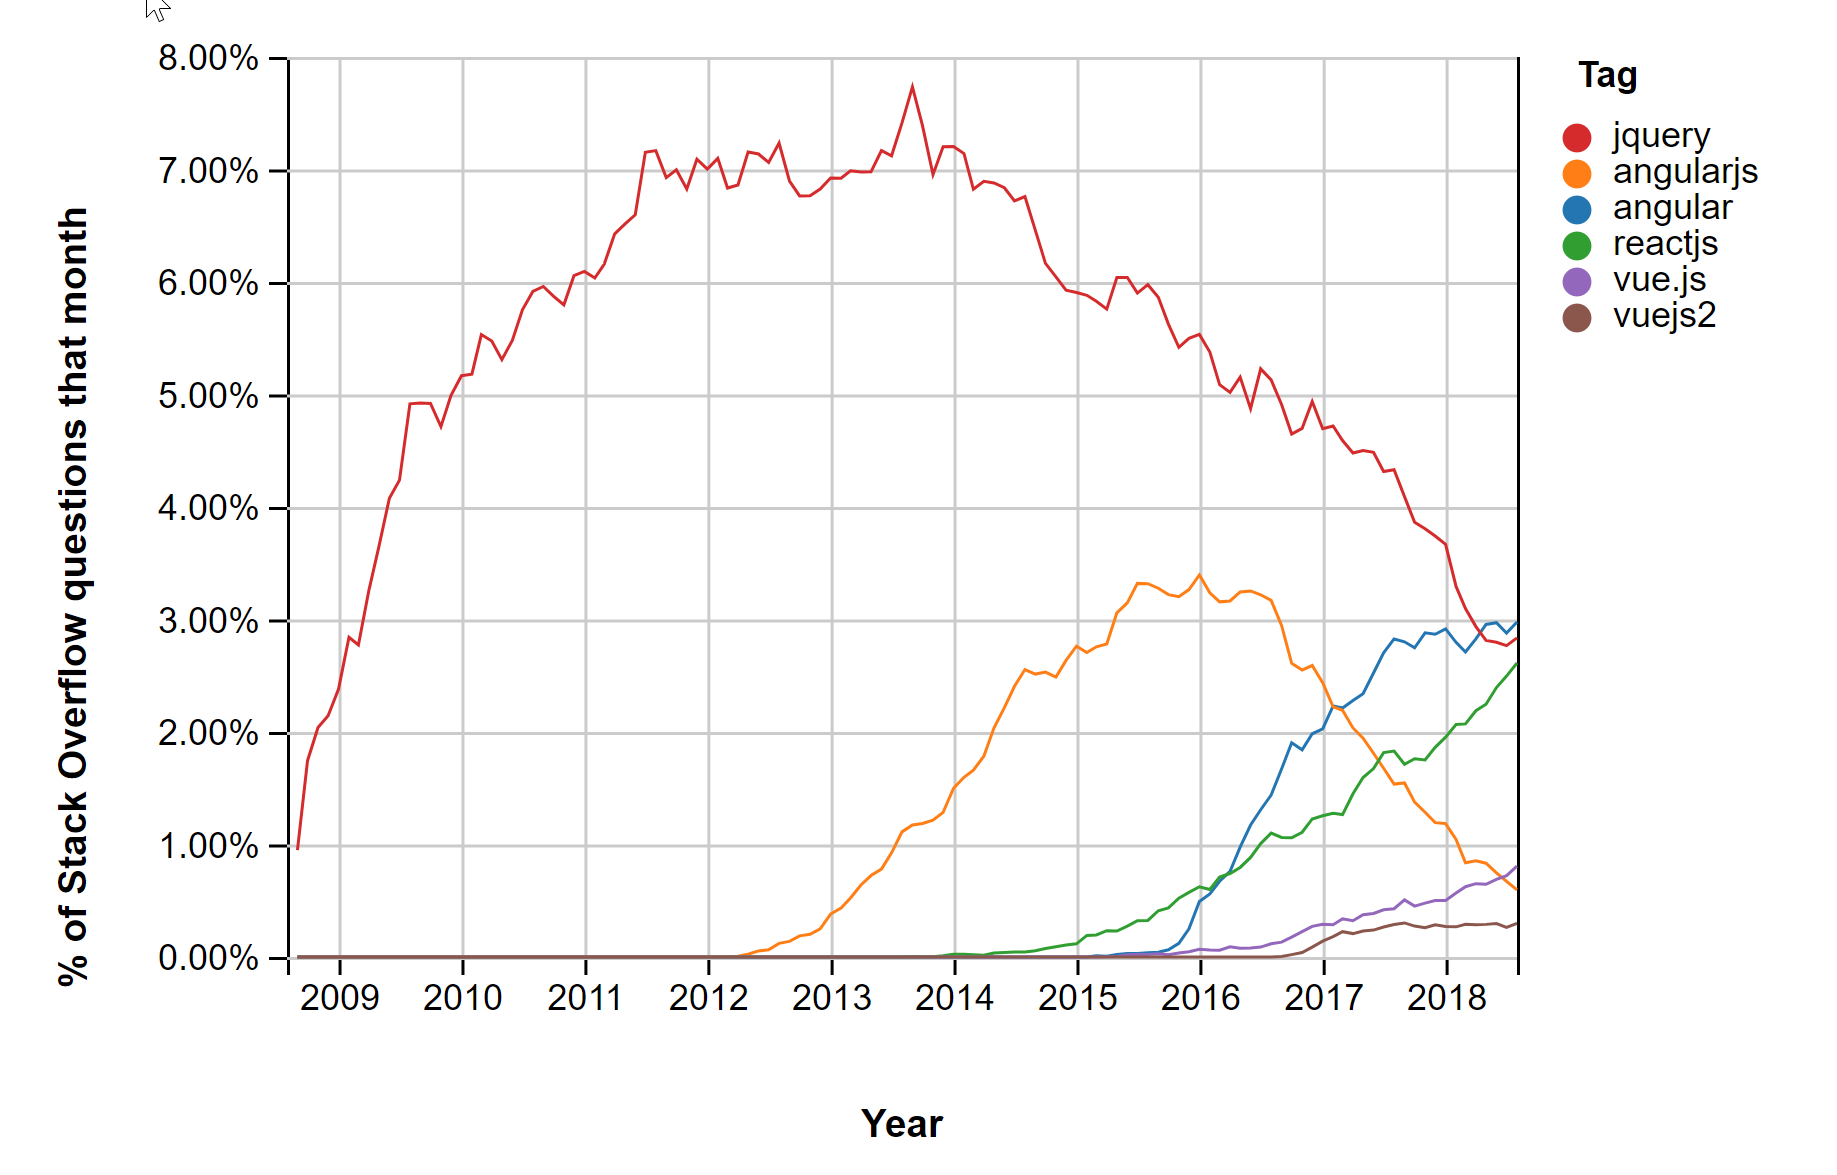 % of Stack Overflow questions that month
8.00%
7.00%
6.00%
5.00%
4.00%
3.00%
2.00%
1.00%
0.00%
2009 2010 2011 2012 2013 2014 2015 2016 2017 2018
Year
Tag
jquery
angularjs
angular
reactjs
vue.js
vuejs2